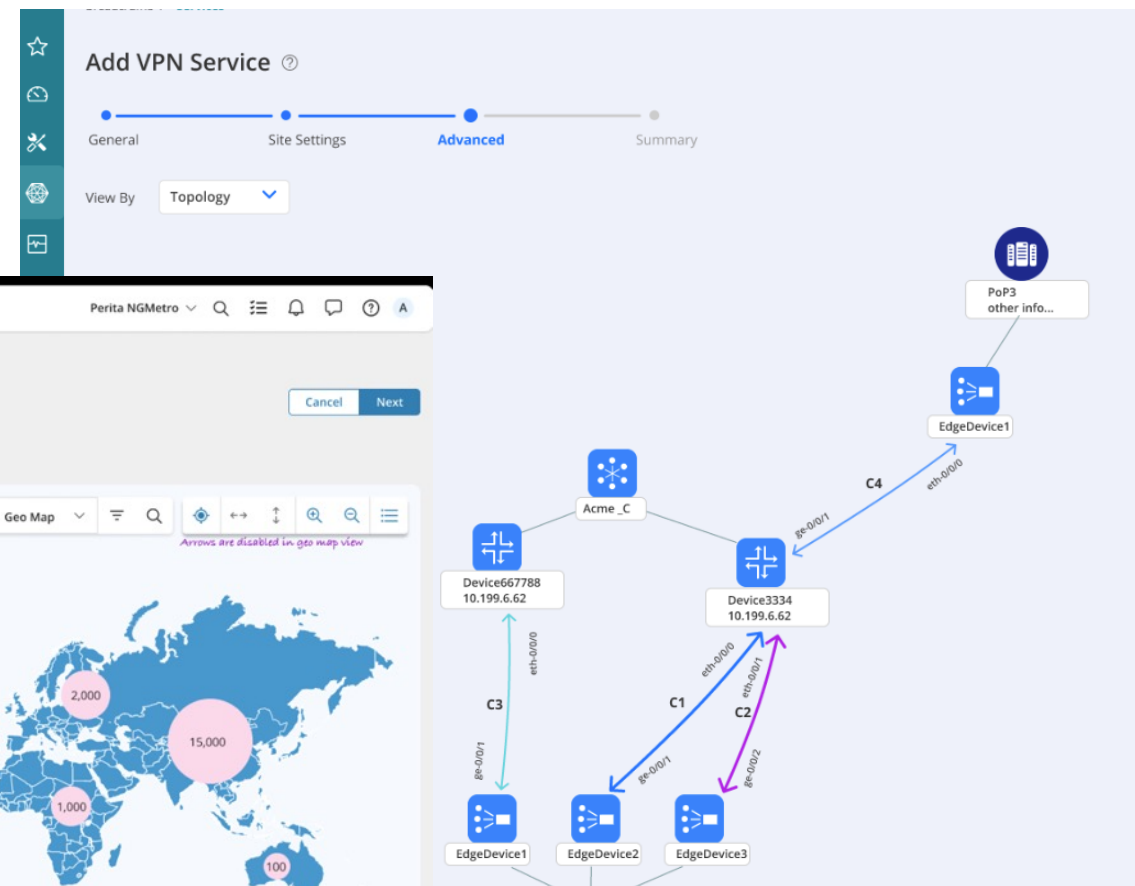 Add VPN Service
General
Site Settings
Advanced
Summary
View By
Topology
PoP3
other info...
EdgeDevice1
C4
eth-0/0/0
ge-0/0/1
Acme _C
Device667788
10.199.6.62
Device3334
10.199.6.62
eth-0/0/0
C3
ge-0/0/1
eth-0/0/0
C1
ge-0/0/1
eth-0/0/1
C2
ge-0/0/2
EdgeDevice1
EdgeDevice2
EdgeDevice3
Perita NGMetro
A
Cancel
Next
Geo Map
Arrows are disabled in geo map view
2,000
15,000
1,000
100